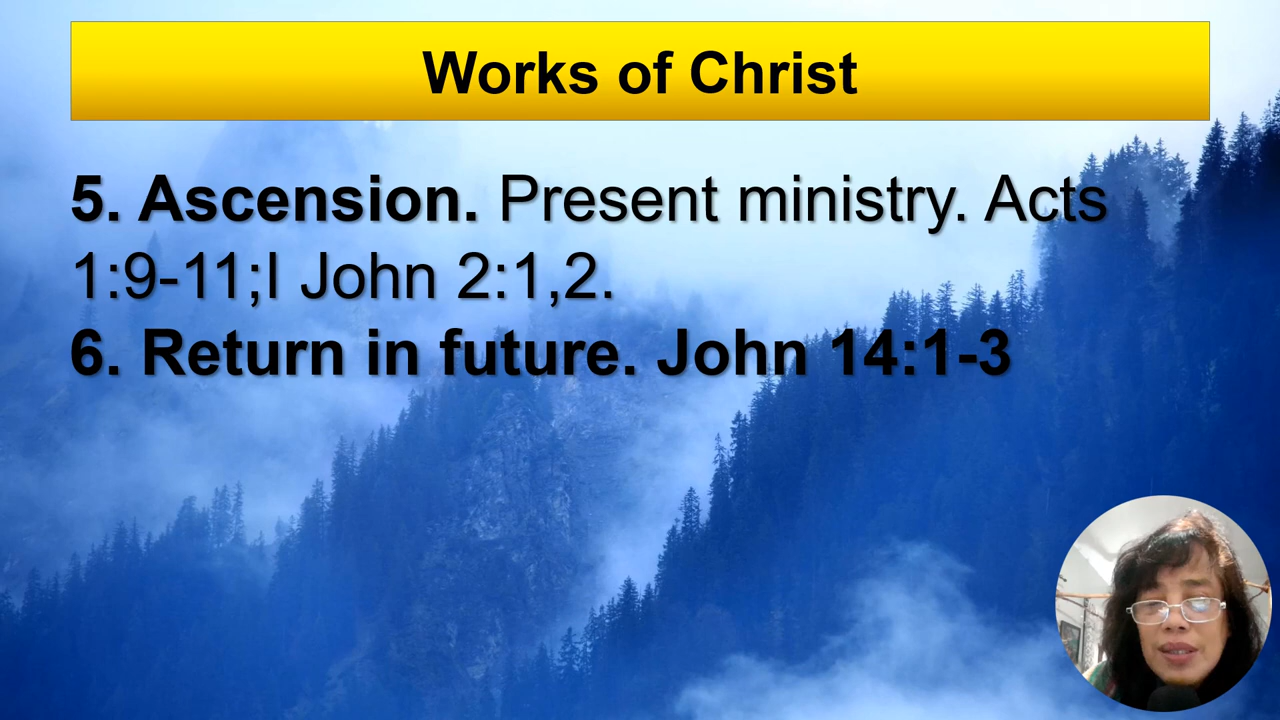 Works of Christ
5. Ascension. Present ministry. Acts
1:9-11;I John 2:1,2.
6. Return in future. John 14:1-3